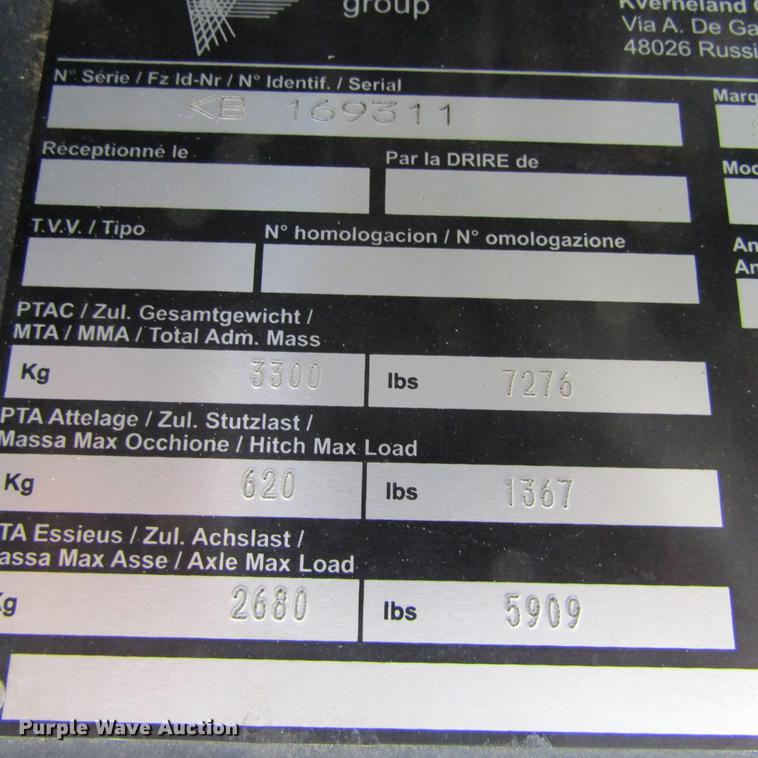 group
Kverneland
Via A. De
48026 Russi
N° Série / Fz Id-Nr / N° Identif. / Serial
KB 169311
Marq
Réceptionné le
Par la DRIRE de
Mod
T.V.V. / Tipo
N° homologacion / N° omologazione
An
An
PTAC / Zul. Gesamtgewicht /
MTA / MMA / Total Adm. Mass
Kg 3300 lbs 7276
PTA Attelage / Zul. Stutzlast /
Massa Max Occhione / Hitch Max Load
Kg 620 lbs 1367
TA Essieus / Zul. Achslast /
assa Max Asse / Axle Max Load
Kg 2680 lbs 5909
Purple Wave Auction